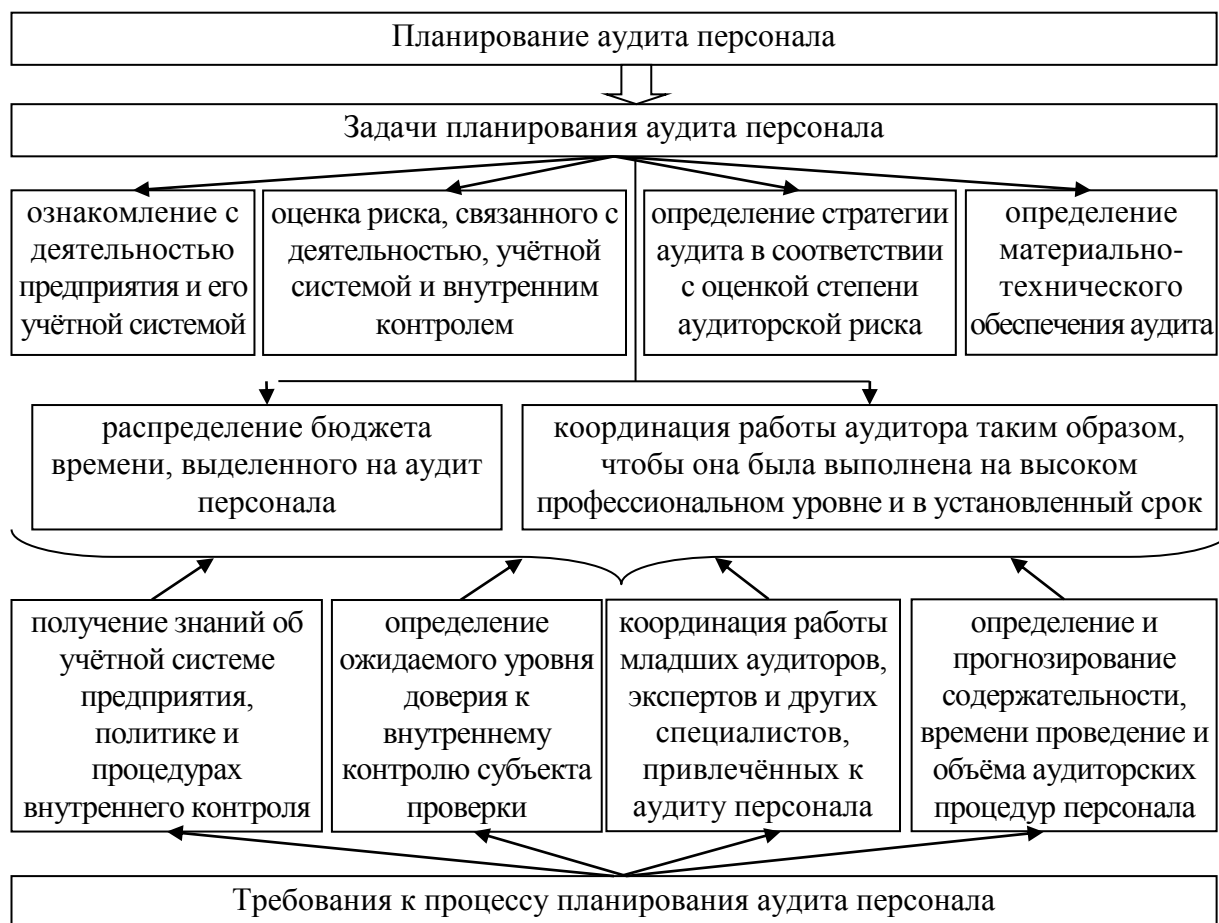 Планирование аудита персонала
Задачи планирования аудита персонала
ознакомление с
деятельностью
предприятия и его
учётной системой
оценка риска, связанного с
деятельностью, учётной
системой и внутренним
контролем
определение стратегии
аудита в соответствии
с оценкой степени
аудиторской риска
определение
материально-
технического
обеспечения аудита
распределение бюджета
времени, выделенного на аудит
персонала
координация работы аудитора таким образом,
чтобы она была выполнена на высоком
профессиональном уровне и в установленный срок
получение знаний об
учётной системе
предприятия,
политике и
процедурах
внутреннего контроля
определение
ожидаемого уровня
доверия к
внутреннему
контролю субъекта
проверки
координация работы
младших аудиторов,
экспертов и других
специалистов,
привлечённых к
аудиту персонала
определение и
прогнозирование
содержательности,
времени проведение и
объёма аудиторских
процедур персонала
Требования к процессу планирования аудита персонала